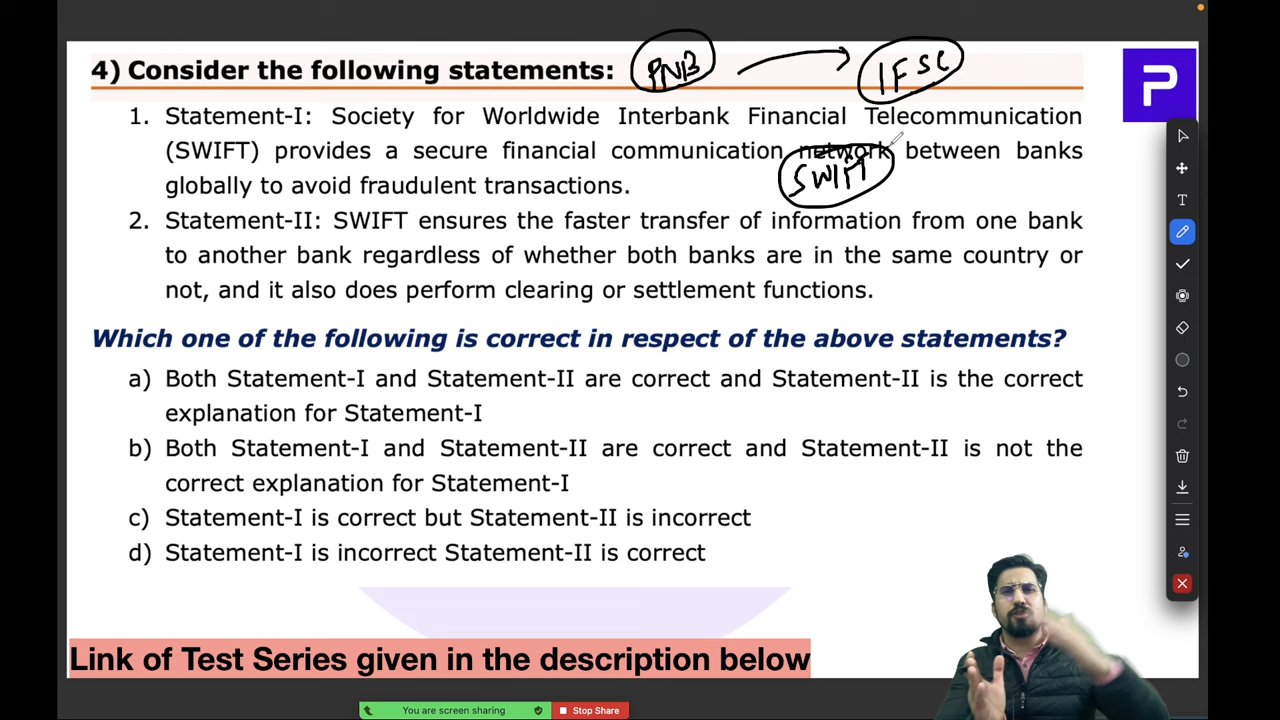 4) Consider the following statements: PNB IFSC
1. Statement-I: Society for Worldwide Interbank Financial Telecommunication
(SWIFT) provides a secure financial communication network between banks
SWIFT
globally to avoid fraudulent transactions.
2. Statement-II: SWIFT ensures the faster transfer of information from one bank
to another bank regardless of whether both banks are in the same country or
not, and it also does perform clearing or settlement functions.
Which one of the following is correct in respect of the above statements?
a) Both Statement-I and Statement-II are correct and Statement-II is the correct
explanation for Statement-I
b) Both Statement-I and Statement-II are correct and Statement-II is not the
correct explanation for Statement-I
c) Statement-I is correct but Statement-II is incorrect
d) Statement-I is incorrect Statement-II is correct
Link of Test Series given in the description below
You are screen sharing Stop Share
P
T